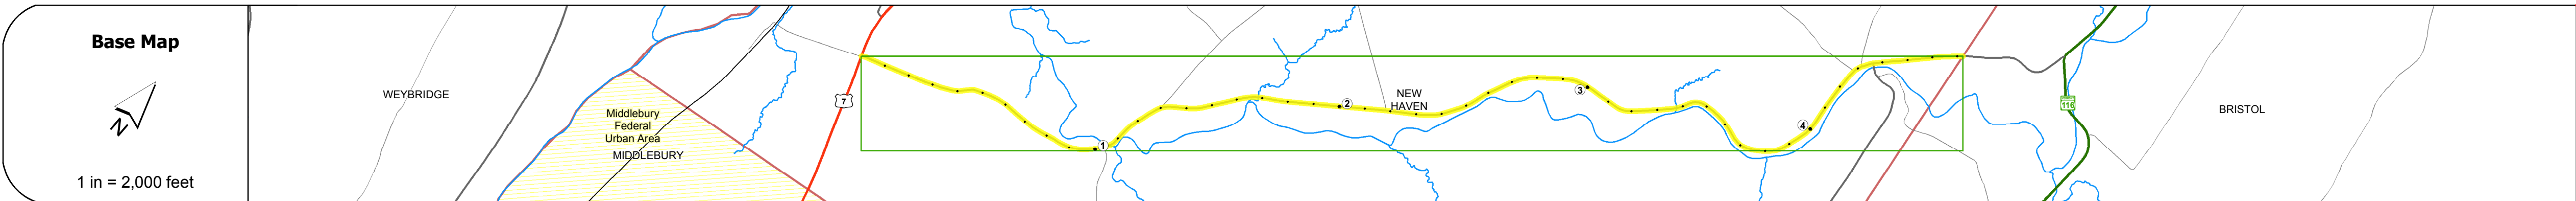 Base Map
N
1 in = 2,000 feet
WEYBRIDGE
Middlebury
Federal
Urban Area
MIDDLEBURY
7
1
2
NEW
HAVEN
3
4
116
BRISTOL